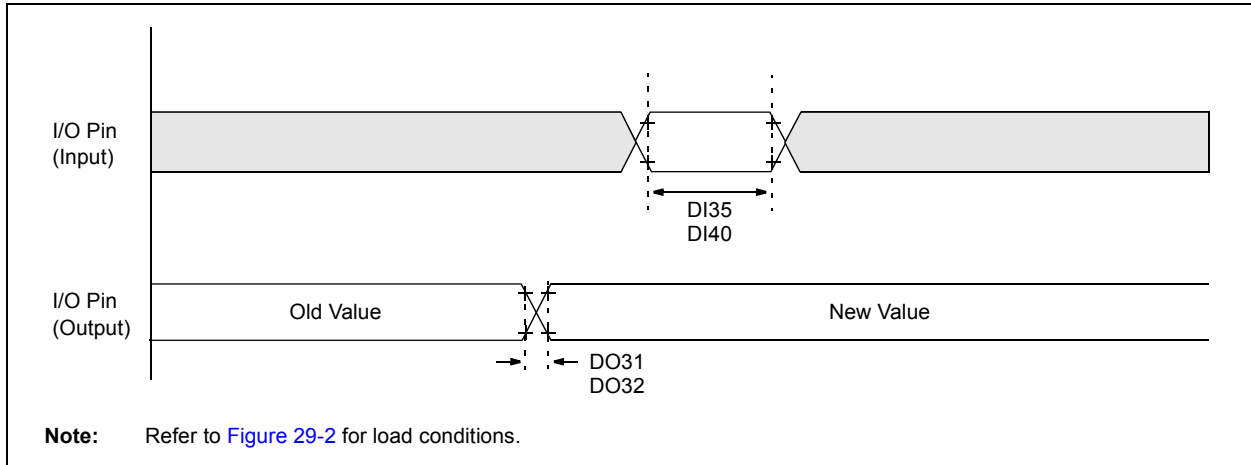 I/O Pin
(Input)
DI35
DI40
I/O Pin
(Output)
Old Value
New Value
DO31
DO32
Note: Refer to Figure 29-2 for load conditions.